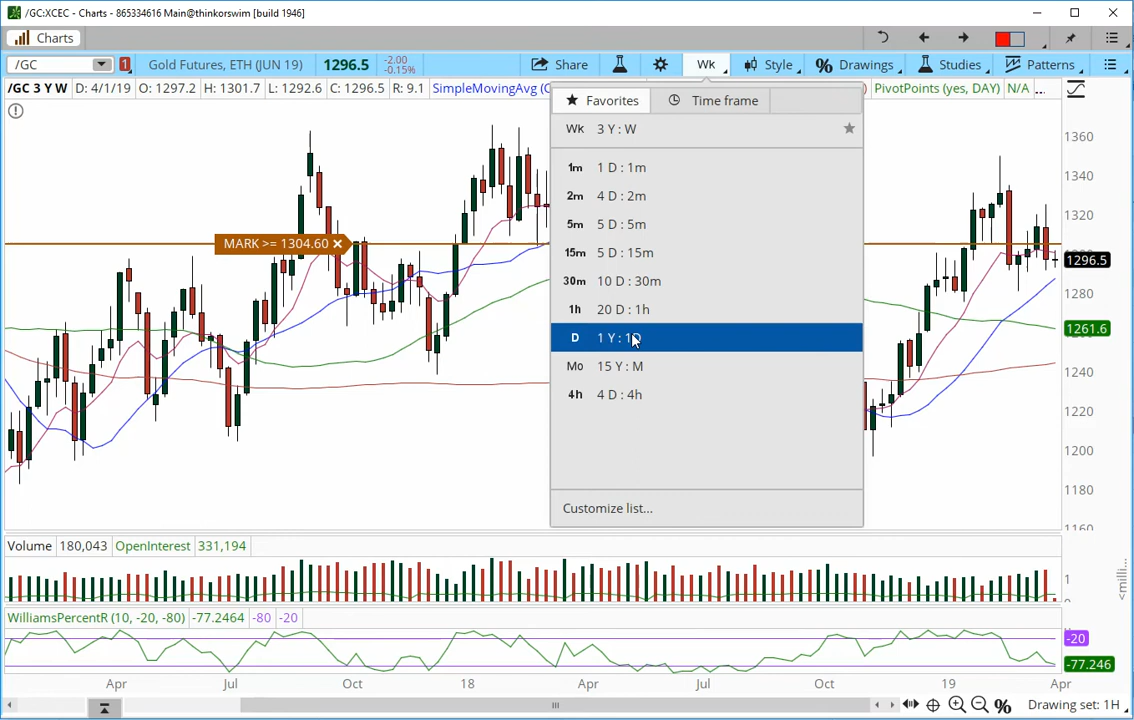 /GC:XCEC - Charts - 865334616 Main@thinkorswim [build 1946]
Charts
/GC 1 Gold Futures, ETH (JUN 19) 1296.5 -2.00 -0.15% Share Wk Style Drawings Studies Patterns
/GC 3 Y W D: 4/1/19 O: 1297.2 H: 1301.7 L: 1292.6 C: 1296.5 R: 9.1 SimpleMovingAvg (C PivotPoints (yes, DAY) N/A ...
Favorites Time frame
Wk 3 Y : W
1m 1 D : 1m
2m 4 D : 2m
5m 5 D : 5m
15m 5 D : 15m
30m 10 D : 30m
1h 20 D : 1h
D 1 Y : 1D
Mo 15 Y : M
4h 4 D : 4h
Customize list...
MARK >= 1304.60
1360
1340
1320
1296.5
1280
1261.6
1240
1220
1200
1180
1160
Volume 180,043 OpenInterest 331,194
1
WilliamsPercentR (10, -20, -80) -77.2464 -80 -20
-20
-77.246
Apr Jul Oct 18 Apr Jul Oct 19 Apr
Drawing set: 1H